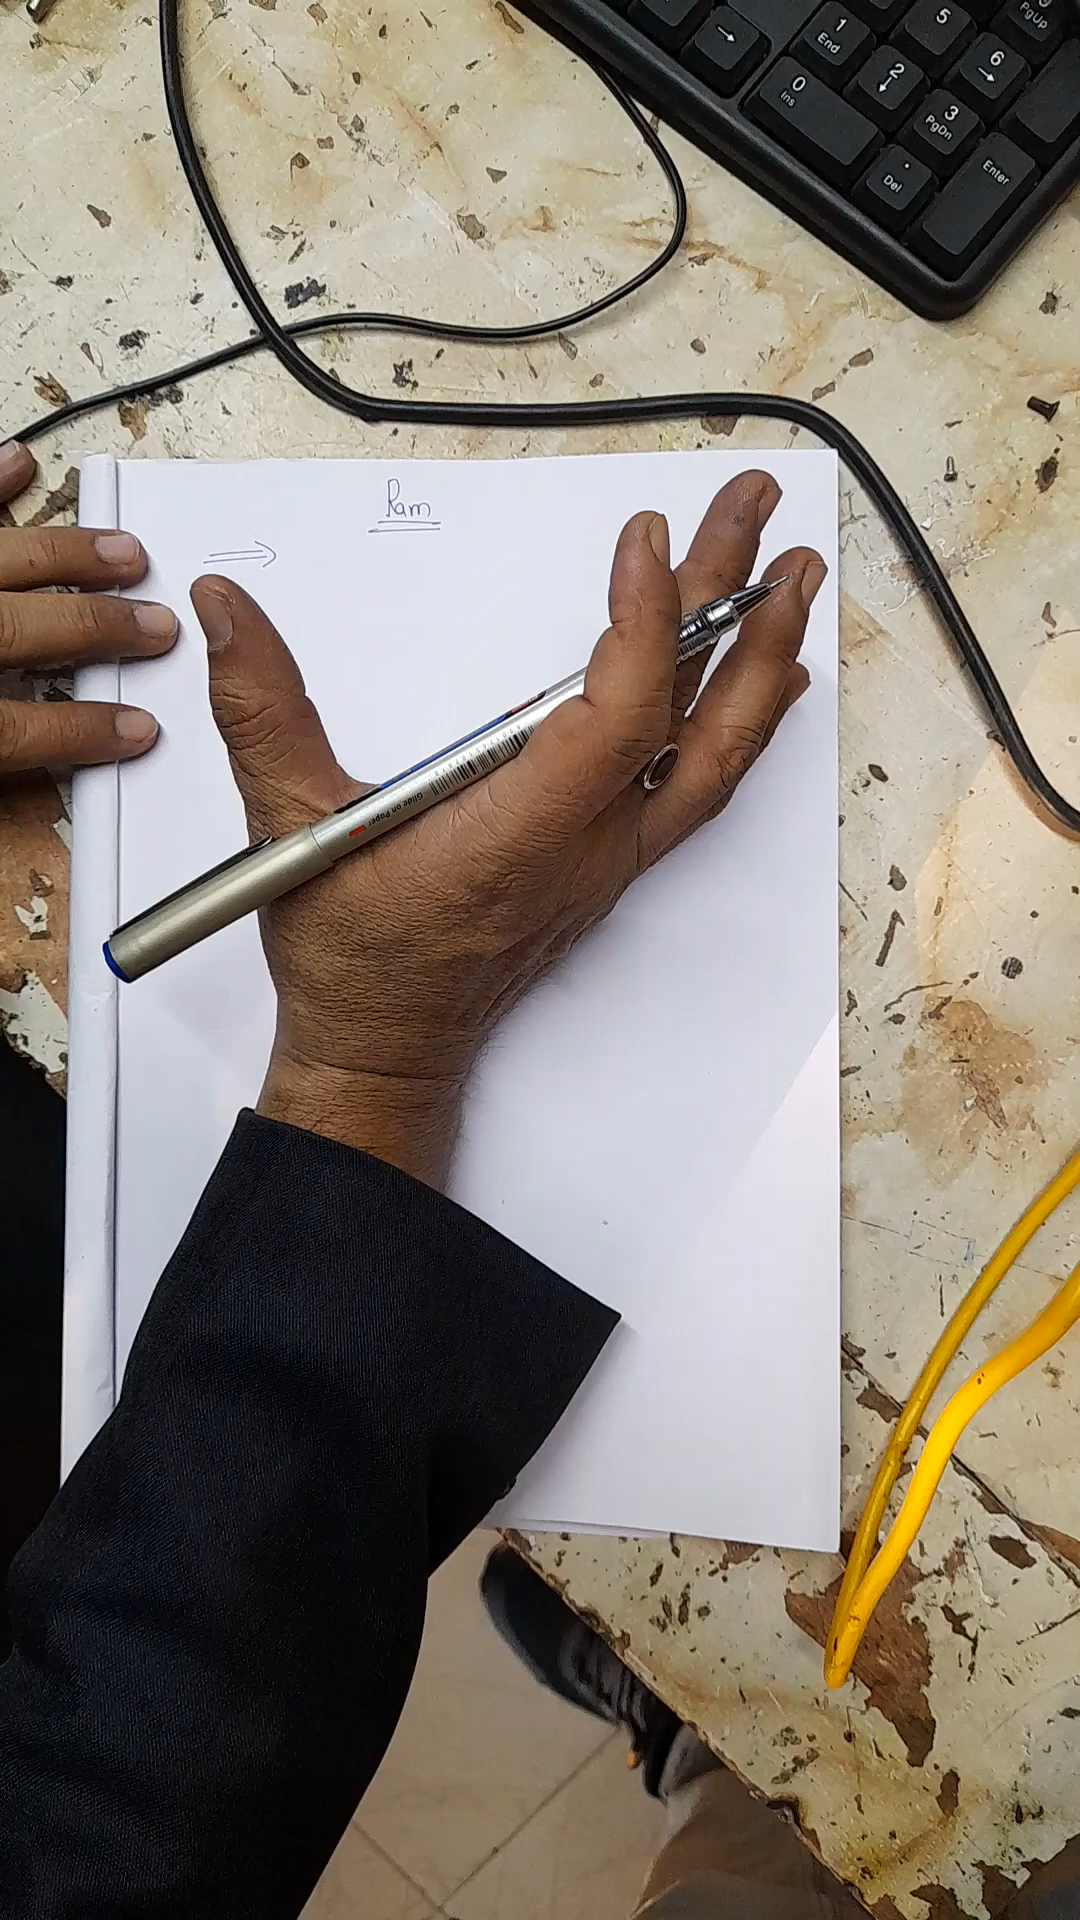 Ram
⇒
Glide on Paper
5
PgUp
1
End
6
→
→
2
↓
0
Ins
3
PgDn
.
Del
Enter